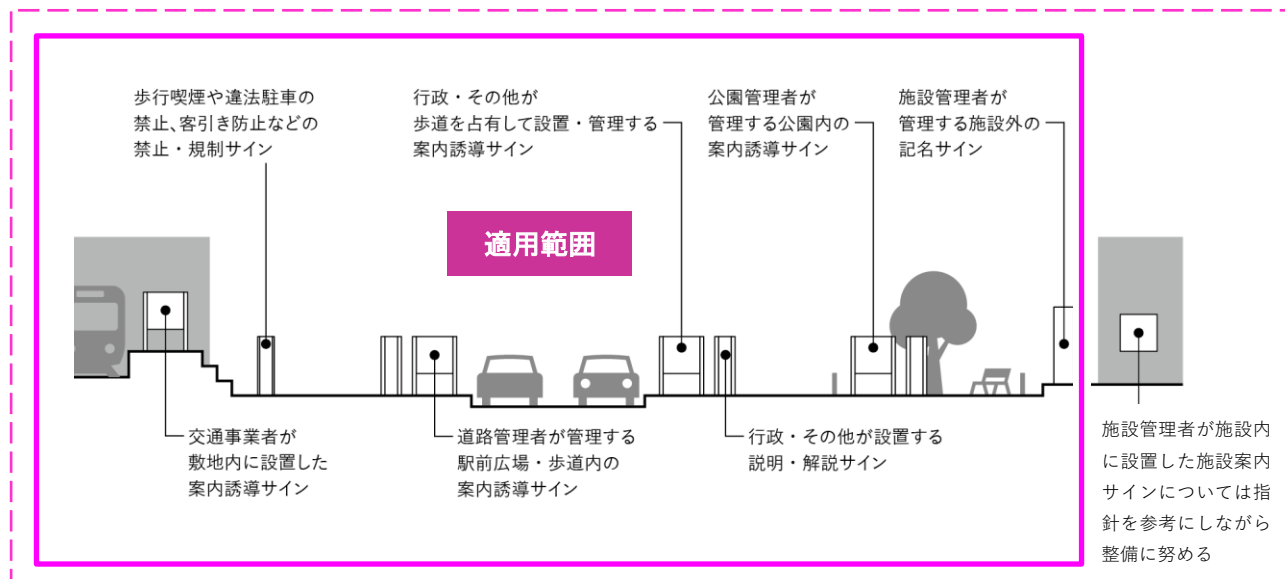 歩行喫煙や違法駐車の
禁止、客引き防止などの
禁止・規制サイン
行政・その他が
歩道を占有して設置・管理する
案内誘導サイン
公園管理者が
管理する公園内の
案内誘導サイン
施設管理者が
管理する施設外の
記名サイン
適用範囲
交通事業者が
敷地内に設置した
案内誘導サイン
道路管理者が管理する
駅前広場・歩道内の
案内誘導サイン
行政・その他が設置する
説明・解説サイン
施設管理者が施設内
に設置した施設案内
サインについては指
針を参考にしながら
整備に努める